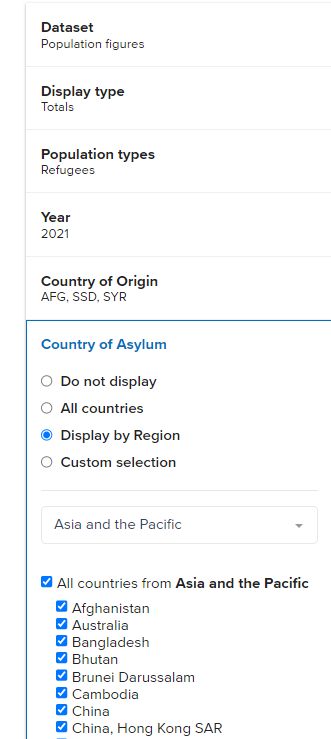 Dataset
Population figures
Display type
Totals
Population types
Refugees
Year
2021
Country of Origin
AFG, SSD, SYR
Country of Asylum
Do not display
All countries
Display by Region
Custom selection
Asia and the Pacific
All countries from Asia and the Pacific
Afghanistan
Australia
Bangladesh
Bhutan
Brunei Darussalam
Cambodia
China
China, Hong Kong SAR